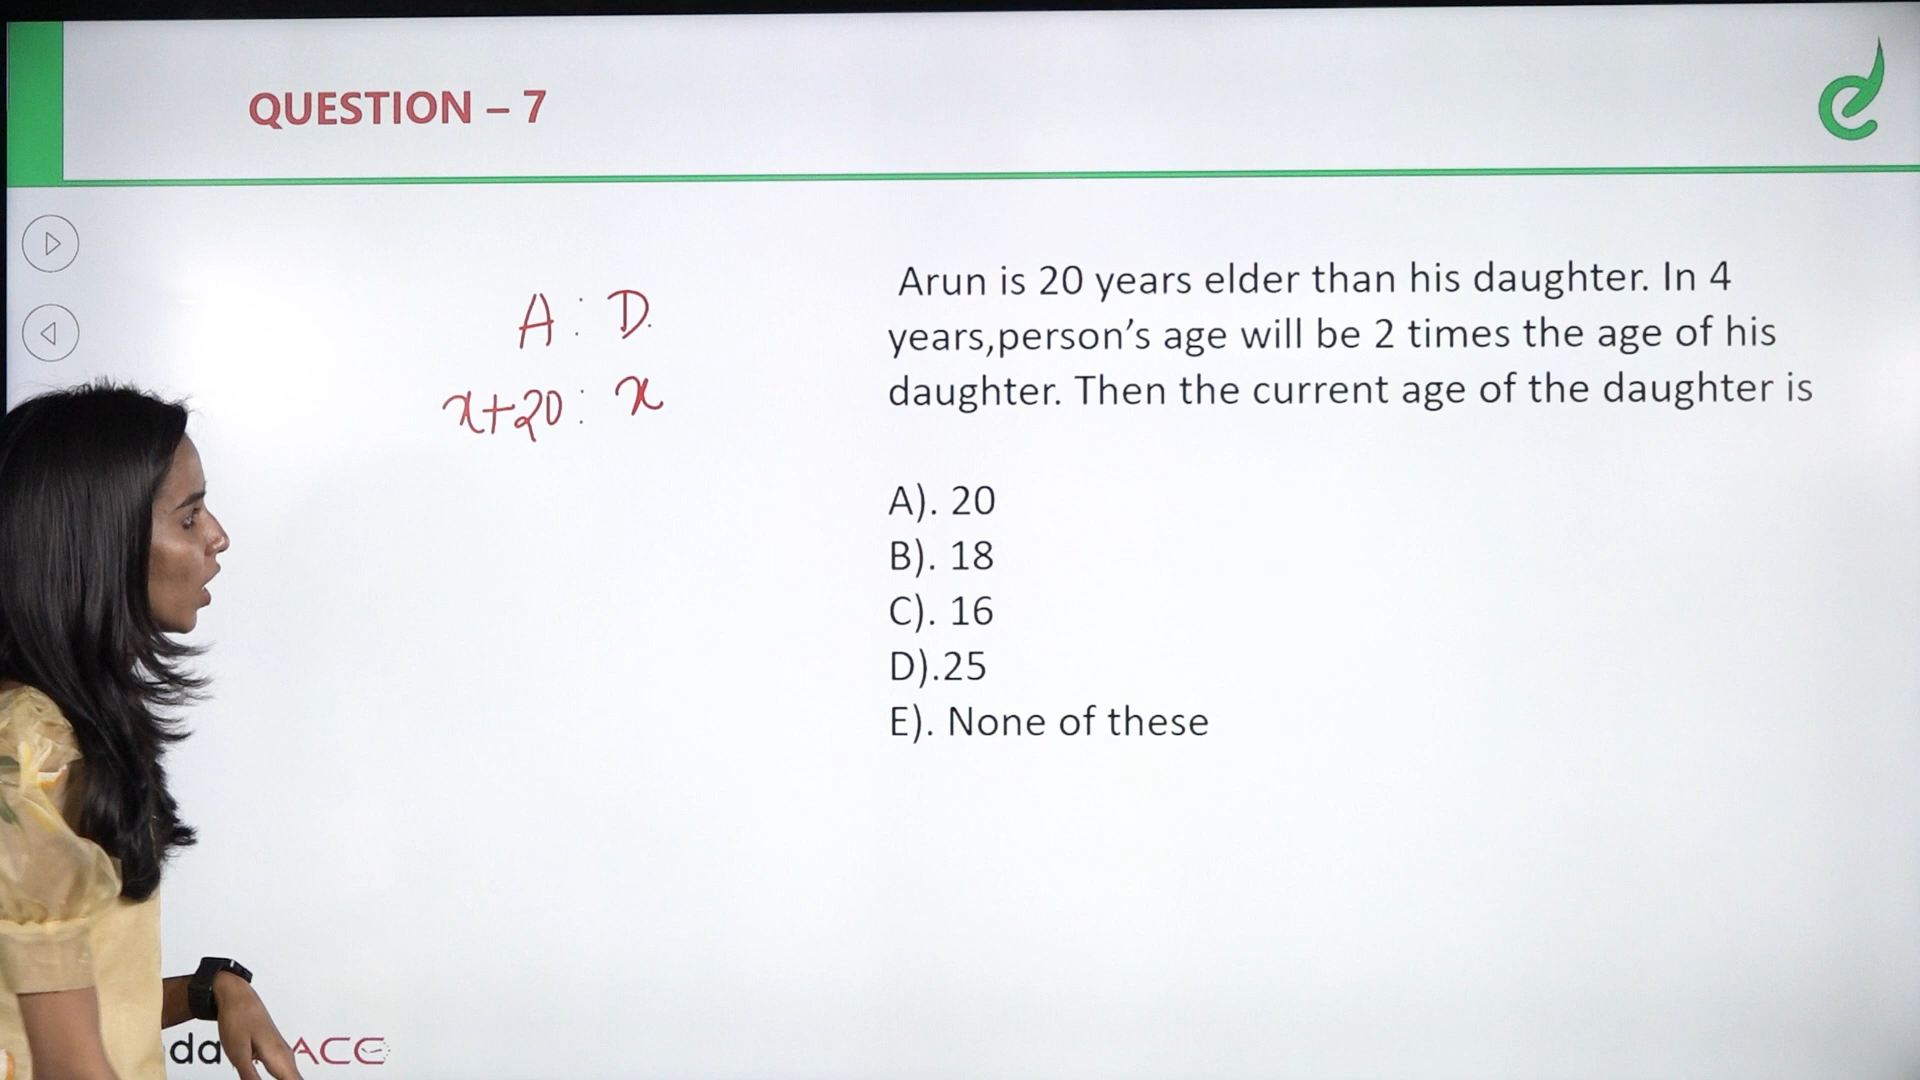 QUESTION – 7
A : D.
x+20 : x
Arun is 20 years elder than his daughter. In 4
years,person’s age will be 2 times the age of his
daughter. Then the current age of the daughter is
A). 20
B). 18
C). 16
D).25
E). None of these
da
ACE